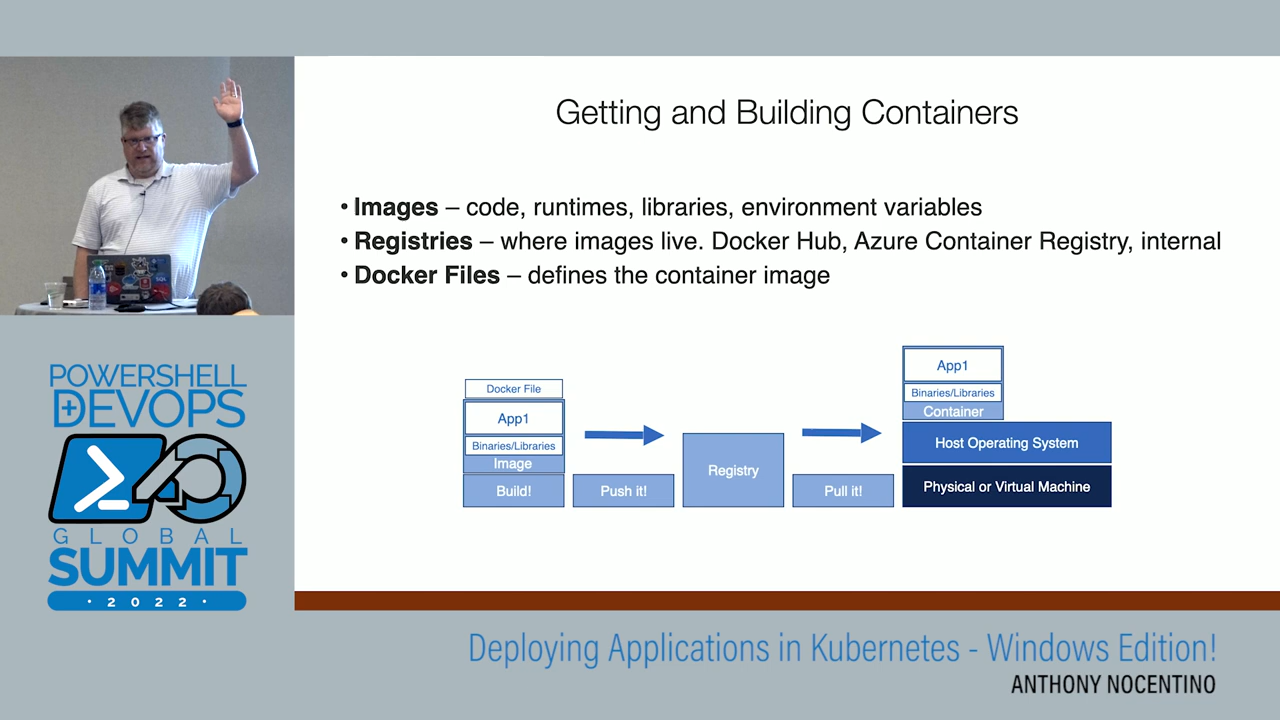 Getting and Building Containers
• Images – code, runtimes, libraries, environment variables
• Registries – where images live. Docker Hub, Azure Container Registry, internal
• Docker Files – defines the container image
Docker File
App1
Binaries/Libraries
Image
Build!
Push it!
Registry
Pull it!
App1
Binaries/Libraries
Container
Host Operating System
Physical or Virtual Machine
POWERSHELL
+DEVOPS
GLOBAL
SUMMIT
· 2022 ·
Deploying Applications in Kubernetes - Windows Edition!
ANTHONY NOCENTINO